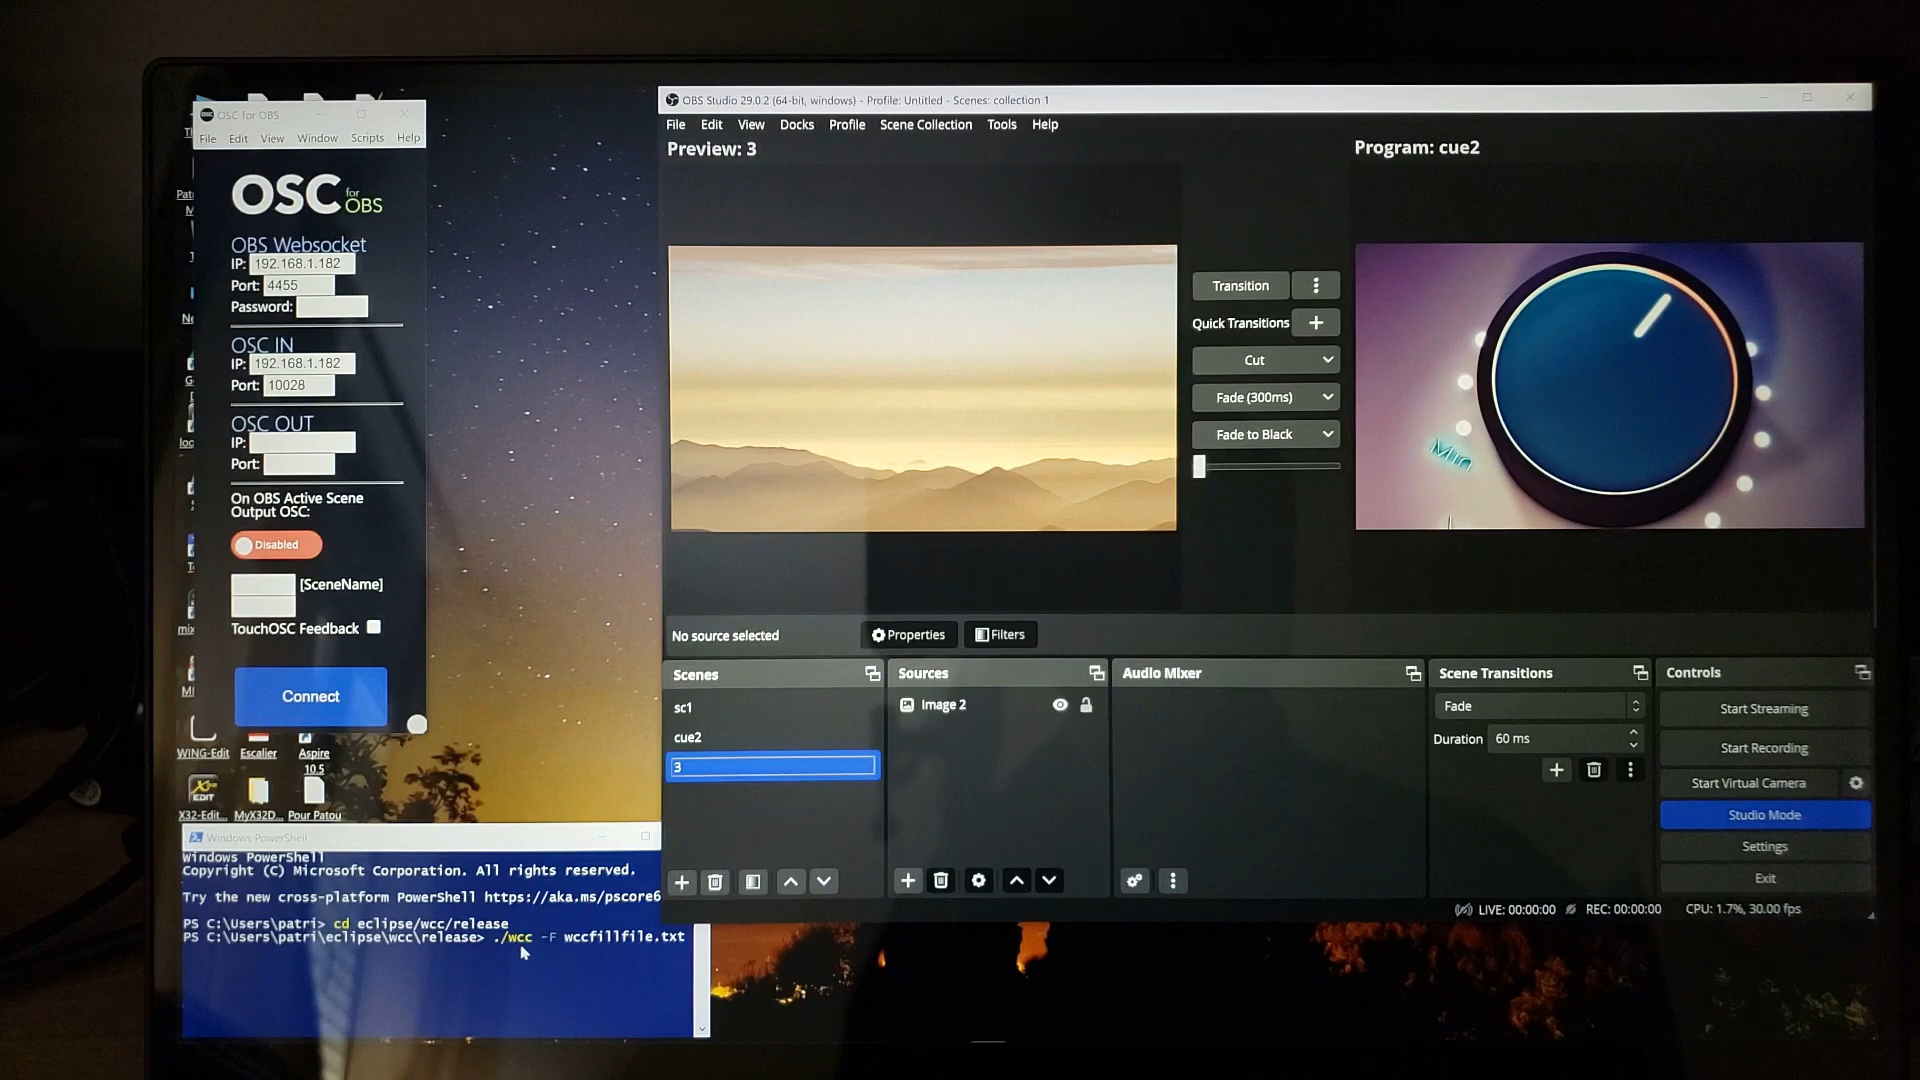 OSC for OBS
File Edit View Window Scripts Help
OSC for OBS
OBS Websocket
IP: 192.168.1.182
Port: 4455
Password:
OSC IN
IP: 192.168.1.182
Port: 10028
OSC OUT
IP:
Port:
On OBS Active Scene
Output OSC:
Disabled
[SceneName]
TouchOSC Feedback
Connect
WING-Edit Escalier Aspire
10.5
X32-Edit... MyX32D... Pour Patou
Windows PowerShell
Windows PowerShell
Copyright (C) Microsoft Corporation. All rights reserved.
Try the new cross-platform PowerShell https://aka.ms/pscore6
PS C:\Users\patri> cd eclipse/wcc/release
PS C:\Users\patri\eclipse\wcc\release> ./wcc -F wccfillfile.txt
OBS Studio 29.0.2 (64-bit, windows) - Profile: Untitled - Scenes: collection 1
File Edit View Docks Profile Scene Collection Tools Help
Preview: 3
Program: cue2
Transition
Quick Transitions
Cut
Fade (300ms)
Fade to Black
Min
No source selected
Properties
Filters
Scenes
sc1
cue2
3
Sources
Image 2
Audio Mixer
Scene Transitions
Fade
Duration 60 ms
Controls
Start Streaming
Start Recording
Start Virtual Camera
Studio Mode
Settings
Exit
LIVE: 00:00:00 REC: 00:00:00 CPU: 1.7%, 30.00 fps